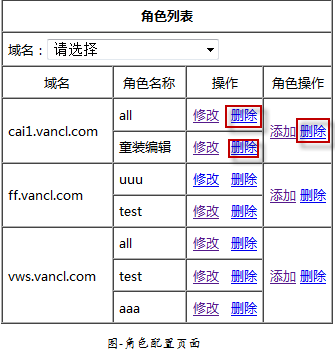 角色列表
域名：请选择
域名 角色名称 操作 角色操作
cai1.vancl.com all 修改 删除 添加 删除
童装编辑 修改 删除
ff.vancl.com uuu 修改 删除 添加 删除
test 修改 删除
vws.vancl.com all 修改 删除 添加 删除
test 修改 删除
aaa 修改 删除
图-角色配置页面